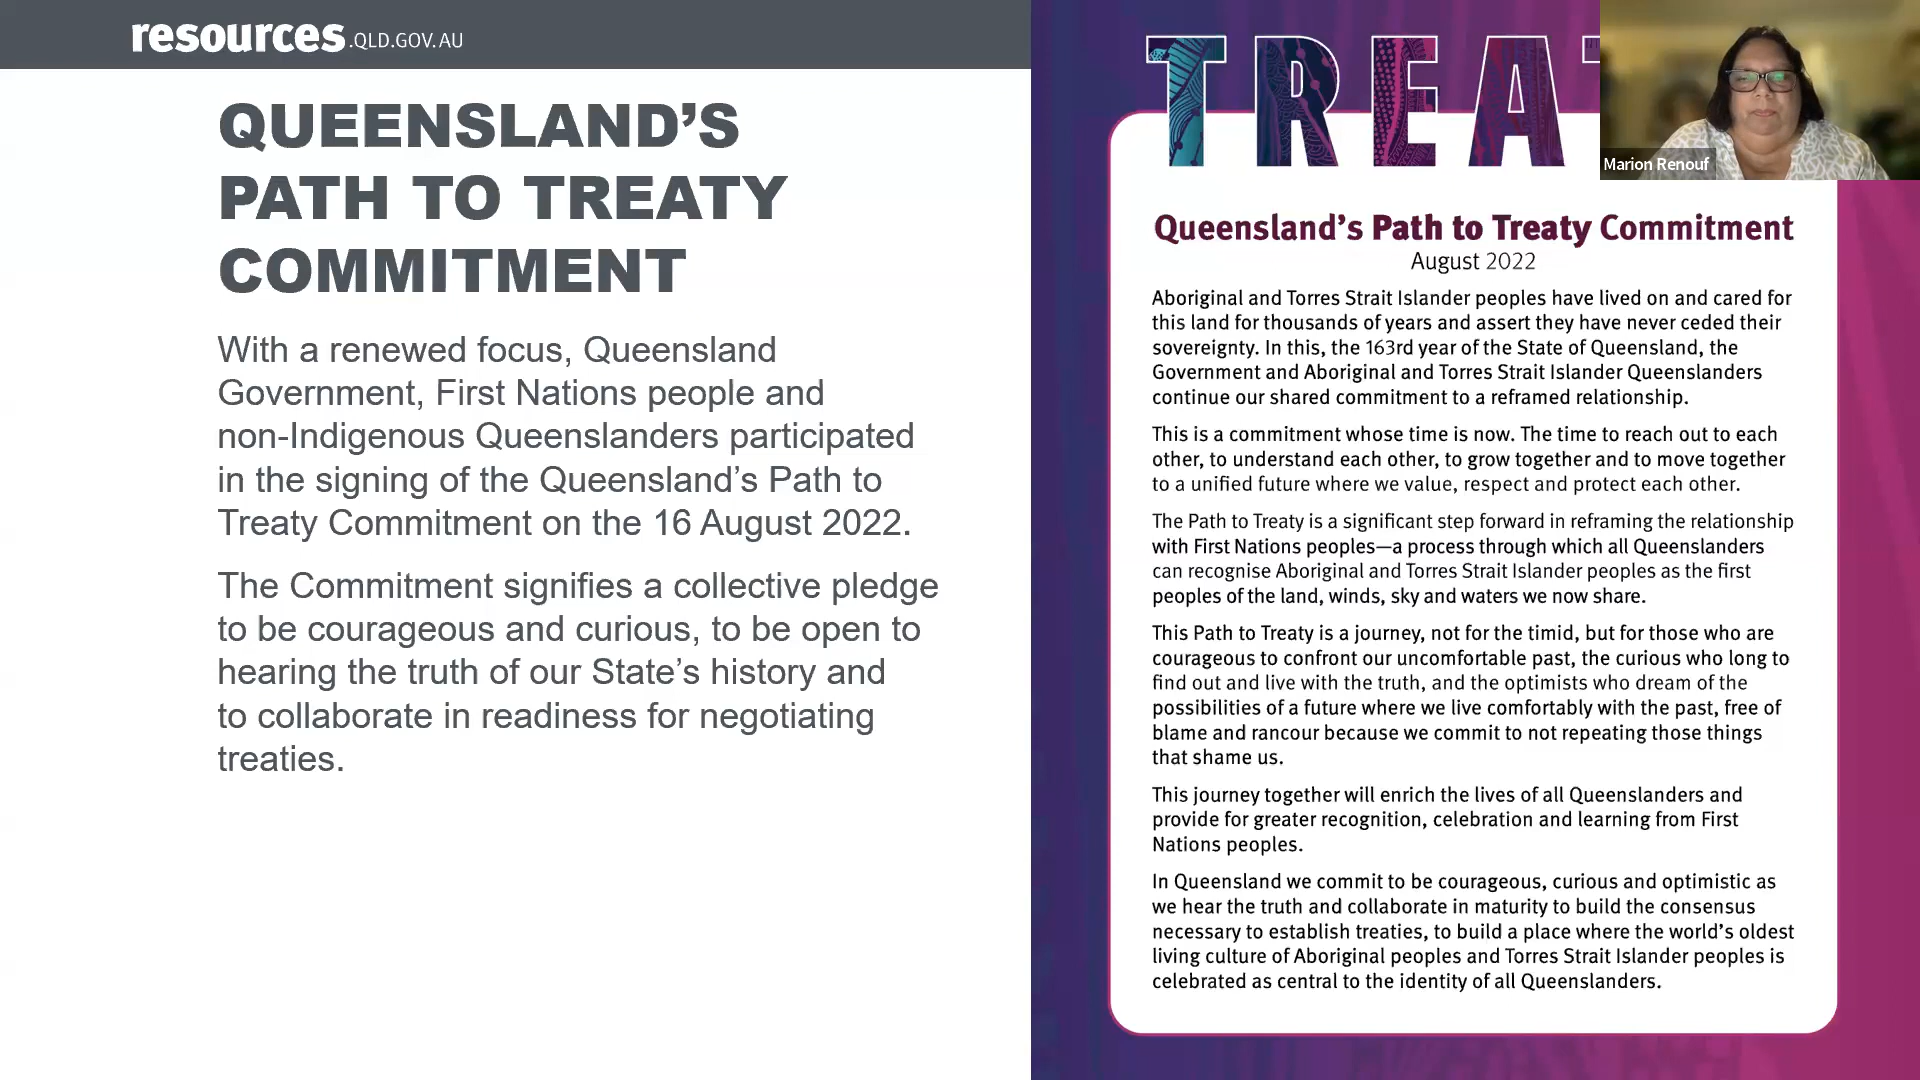 resources.QLD.GOV.AU
QUEENSLAND’S
PATH TO TREATY
COMMITMENT
With a renewed focus, Queensland
Government, First Nations people and
non-Indigenous Queenslanders participated
in the signing of the Queensland’s Path to
Treaty Commitment on the 16 August 2022.
The Commitment signifies a collective pledge
to be courageous and curious, to be open to
hearing the truth of our State’s history and
to collaborate in readiness for negotiating
treaties.
TREAT
Marion Renouf
Queensland’s Path to Treaty Commitment
August 2022
Aboriginal and Torres Strait Islander peoples have lived on and cared for
this land for thousands of years and assert they have never ceded their
sovereignty. In this, the 163rd year of the State of Queensland, the
Government and Aboriginal and Torres Strait Islander Queenslanders
continue our shared commitment to a reframed relationship.
This is a commitment whose time is now. The time to reach out to each
other, to understand each other, to grow together and to move together
to a unified future where we value, respect and protect each other.
The Path to Treaty is a significant step forward in reframing the relationship
with First Nations peoples—a process through which all Queenslanders
can recognise Aboriginal and Torres Strait Islander peoples as the first
peoples of the land, winds, sky and waters we now share.
This Path to Treaty is a journey, not for the timid, but for those who are
courageous to confront our uncomfortable past, the curious who long to
find out and live with the truth, and the optimists who dream of the
possibilities of a future where we live comfortably with the past, free of
blame and rancour because we commit to not repeating those things
that shame us.
This journey together will enrich the lives of all Queenslanders and
provide for greater recognition, celebration and learning from First
Nations peoples.
In Queensland we commit to be courageous, curious and optimistic as
we hear the truth and collaborate in maturity to build the consensus
necessary to establish treaties, to build a place where the world’s oldest
living culture of Aboriginal peoples and Torres Strait Islander peoples is
celebrated as central to the identity of all Queenslanders.